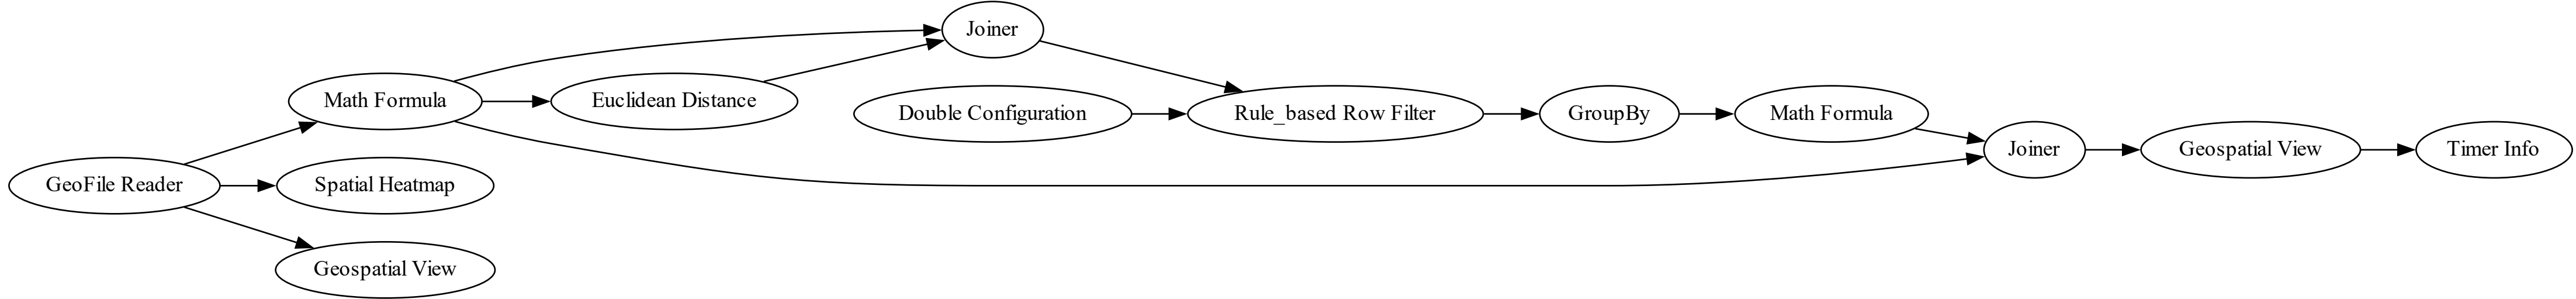 GeoFile Reader
Math Formula
Spatial Heatmap
Geospatial View
Euclidean Distance
Joiner
Double Configuration
Rule_based Row Filter
GroupBy
Math Formula
Joiner
Geospatial View
Timer Info